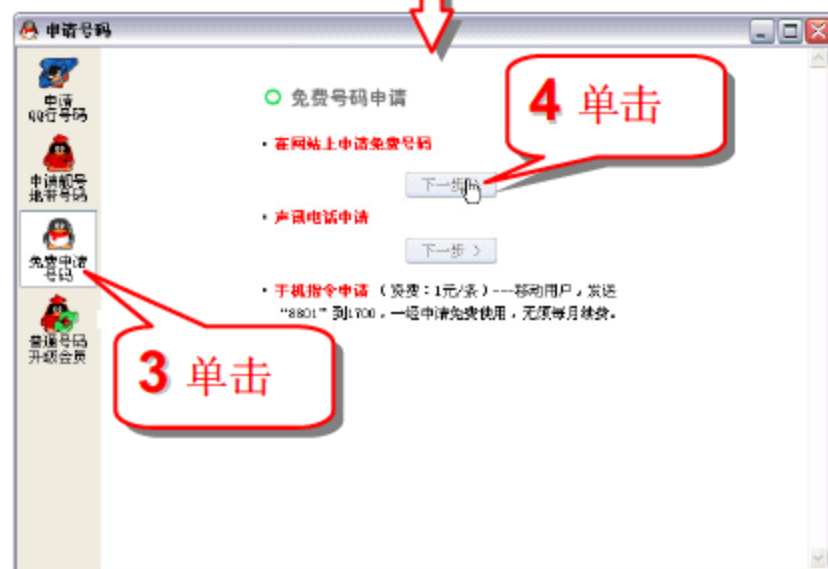 申请号码
申请
QQ行号码
申请靓号
地带号码
免费申请
号码
普通号码
升级会员
免费号码申请
4 单击
· 在网站上申请免费号码
下一步
· 声讯电话申请
下一步 >
· 手机指令申请 (资费:1元/条)---移动用户,发送
“8801”到1700,一经申请免费使用,无须每月续费。
3 单击